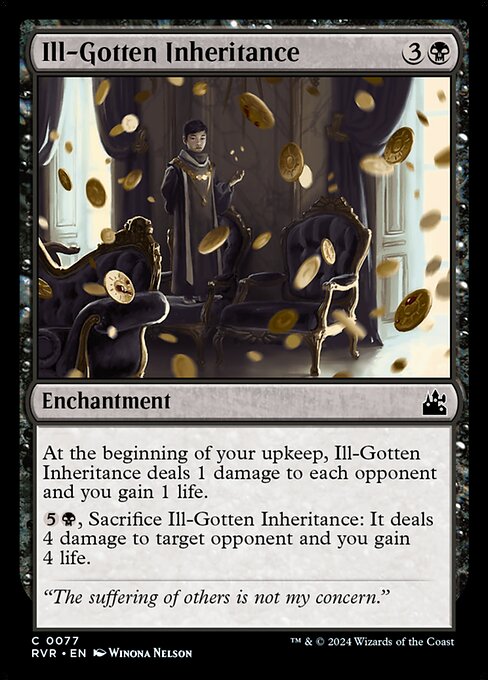 Ill-Gotten Inheritance 3
Enchantment
At the beginning of your upkeep, Ill-Gotten
Inheritance deals 1 damage to each opponent
and you gain 1 life.
5, Sacrifice Ill-Gotten Inheritance: It deals
4 damage to target opponent and you gain
4 life.
“The suffering of others is not my concern.”
C 0077
RVR • EN Winona Nelson
™ & © 2024 Wizards of the Coast